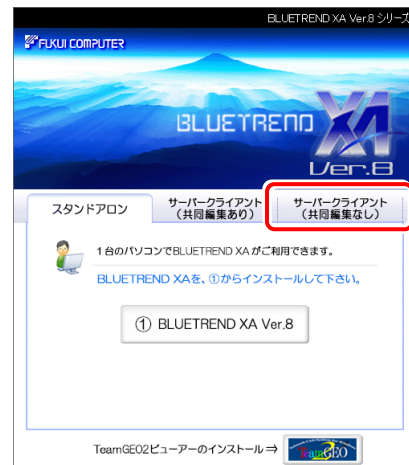 BLUETREND XA Ver.8 シリーズ
FUKUI COMPUTER
BLUETREND XA
Ver.8
スタンドアロン
サーバークライアント
（共同編集あり）
サーバークライアント
（共同編集なし）
1台のパソコンでBLUETREND XAがご利用できます。
BLUETREND XAを、①からインストールして下さい。
① BLUETREND XA Ver.8
TeamGEO2ビューアーのインストール⇒
TeamGEO